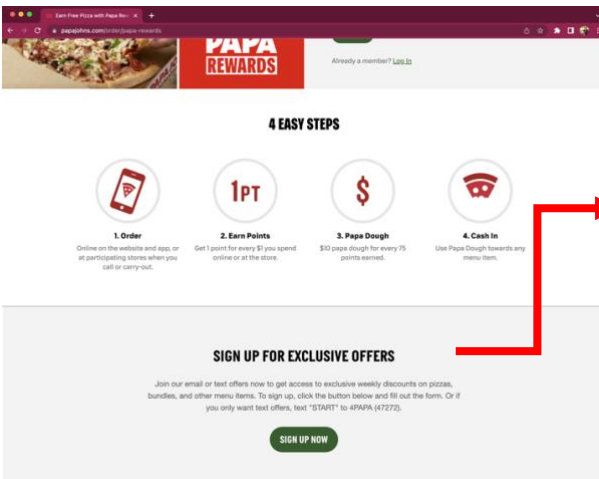 Earn Free Pizza with Papa Rew
papajohns.com/order/papa-rewards
PAPA
REWARDS
Already a member? Log In
4 EASY STEPS
1PT
$
1. Order
Online on the website and app, or
at participating stores when you
call or carry-out.
2. Earn Points
Get 1 point for every $1 you spend
online or at the store.
3. Papa Dough
$10 papa dough for every 75
points earned.
4. Cash In
Use Papa Dough towards any
menu item.
SIGN UP FOR EXCLUSIVE OFFERS
Join our email or text offers now to get access to exclusive weekly discounts on pizzas,
bundles, and other menu items. To sign up, click the button below and fill out the form. Or if
you only want text offers, text "START" to 4PAPA (47272).
SIGN UP NOW